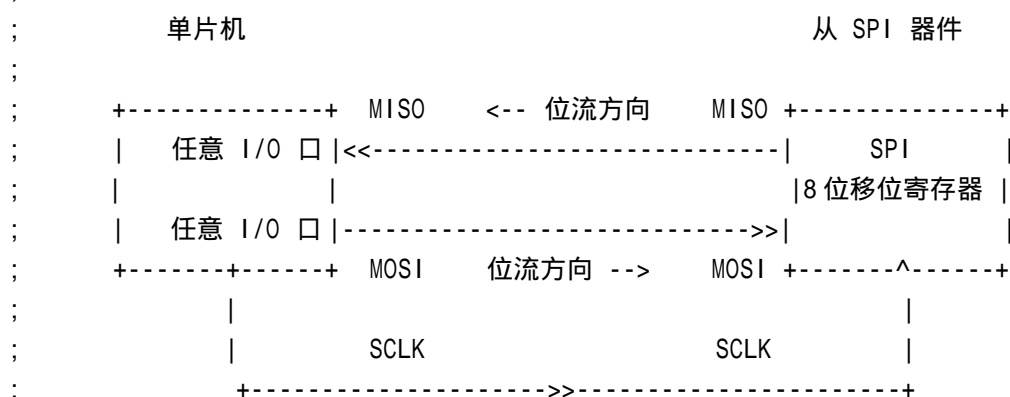 ;
; 单片机 从 SPI 器件
;
; +--------------+ MISO <-- 位流方向 MISO +--------------+
; | 任意 I/O 口 |<<-----------------------------| SPI |
; | | |8 位移位寄存器 |
; | 任意 I/O 口 |----------------------------->>| |
; +-------+------+ MOSI 位流方向 --> MOSI +-------^------+
; | |
; | SCLK SCLK |
; +--------------------->>-----------------------+